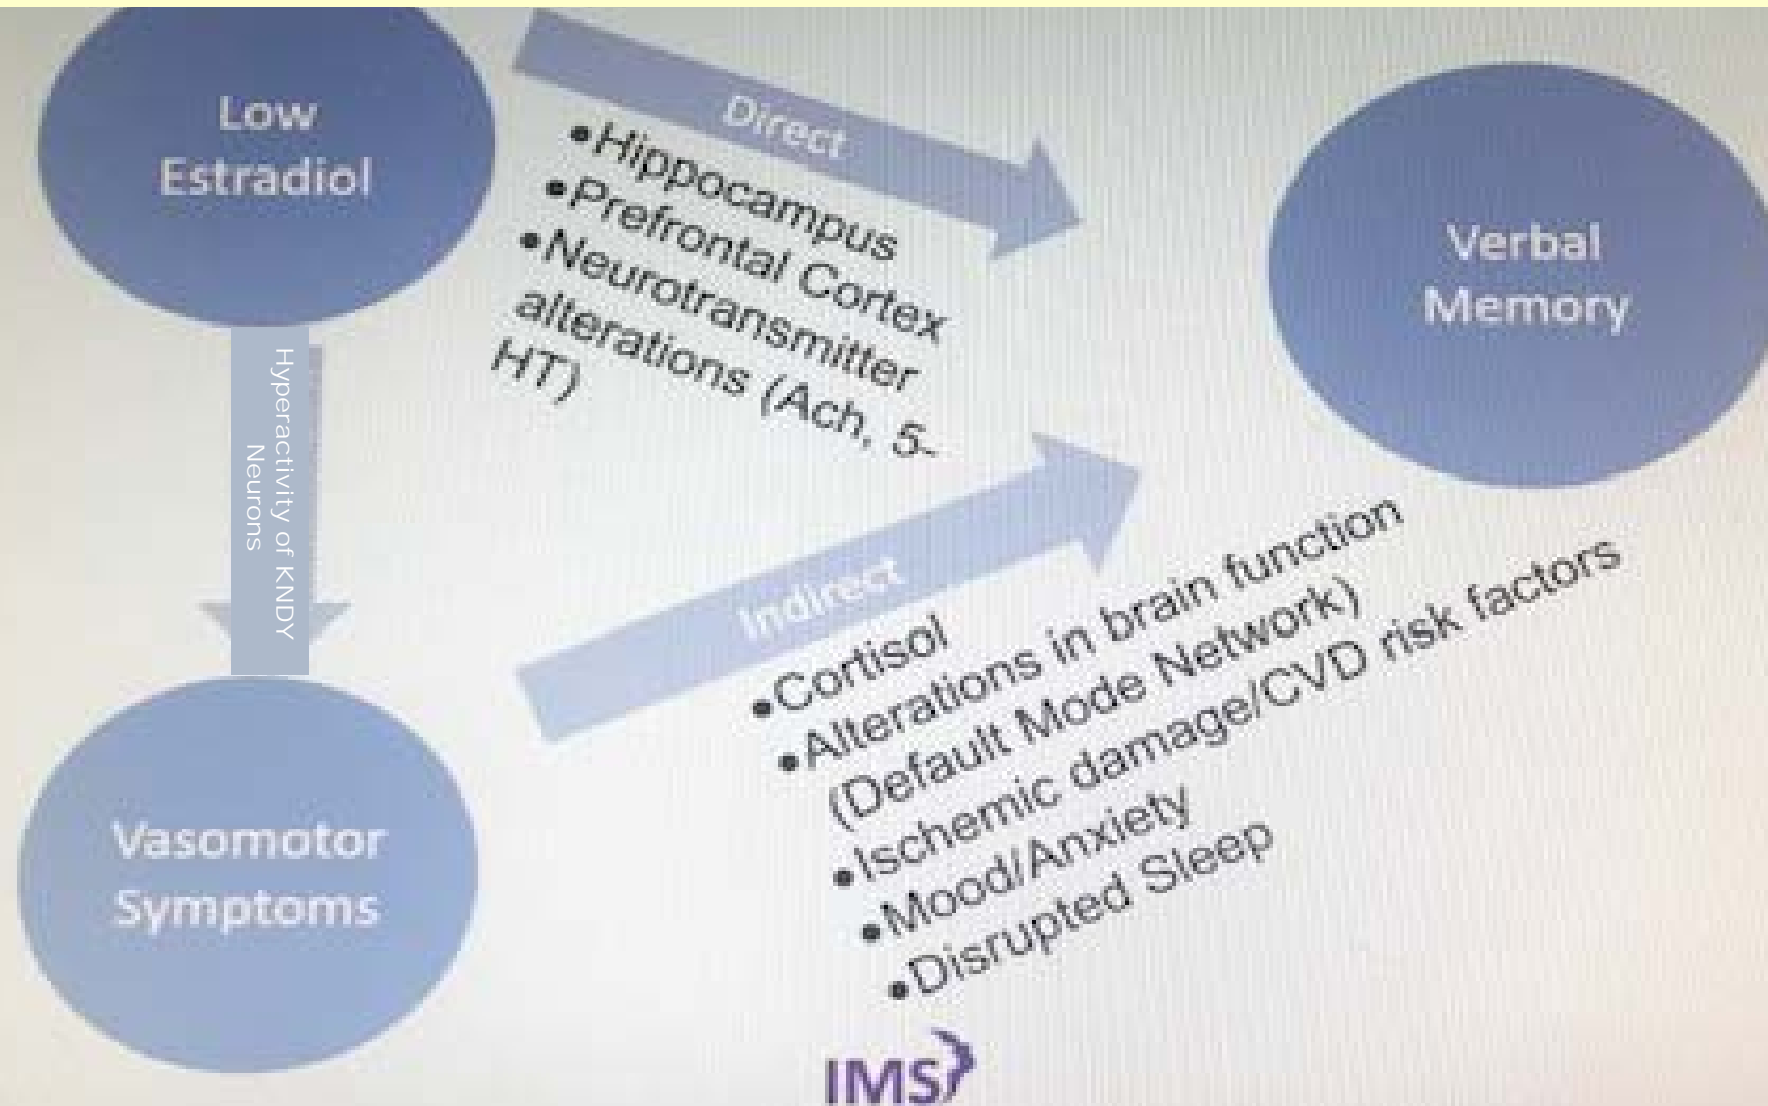 Low
Estradiol
Direct
•Hippocampus
•Prefrontal Cortex
•Neurotransmitter
alterations (Ach, 5-
HT)
Verbal
Memory
Hyperactivity of KNDY
Neurons
Indirect
•Cortisol
•Alterations in brain function
(Default Mode Network)
•Ischemic damage/CVD risk factors
•Mood/Anxiety
•Disrupted Sleep
Vasomotor
Symptoms
IMS